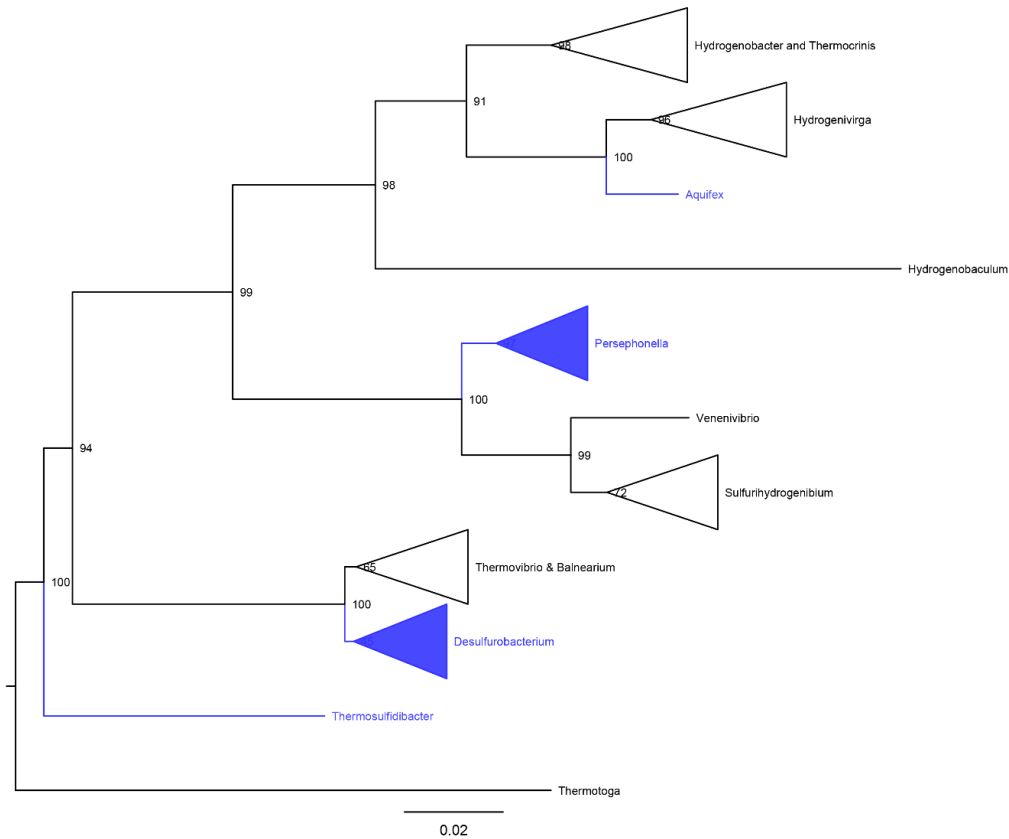 98
Hydrogenobacter and Thermocrinis
91
96
Hydrogenivirga
100
98
Aquifex
Hydrogenobaculum
99
Persephonella
100
Venenivibrio
94
99
72
Sulfurihydrogenibium
65
Thermovibrio & Balnearium
100
100
Desulfurobacterium
Thermosulfidibacter
Thermotoga
0.02